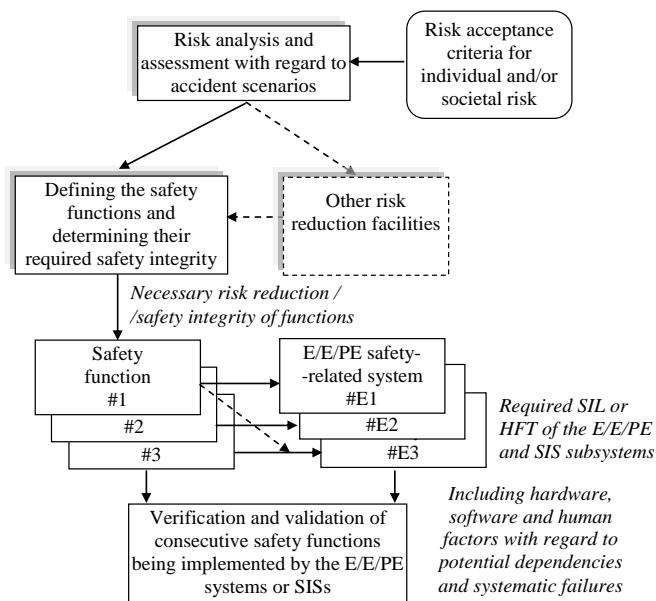 Risk analysis and
assessment with regard to
accident scenarios
Risk acceptance
criteria for
individual and/or
societal risk
Defining the safety
functions and
determining their
required safety integrity
Other risk
reduction facilities
Necessary risk reduction /
/safety integrity of functions
Safety
function
#1
#2
#3
E/E/PE safety-
-related system
#E1
#E2
#E3
Required SIL or
HFT of the E/E/PE
and SIS subsystems
Verification and validation of
consecutive safety functions
being implemented by the E/E/PE
systems or SISs
Including hardware,
software and human
factors with regard to
potential dependencies
and systematic failures